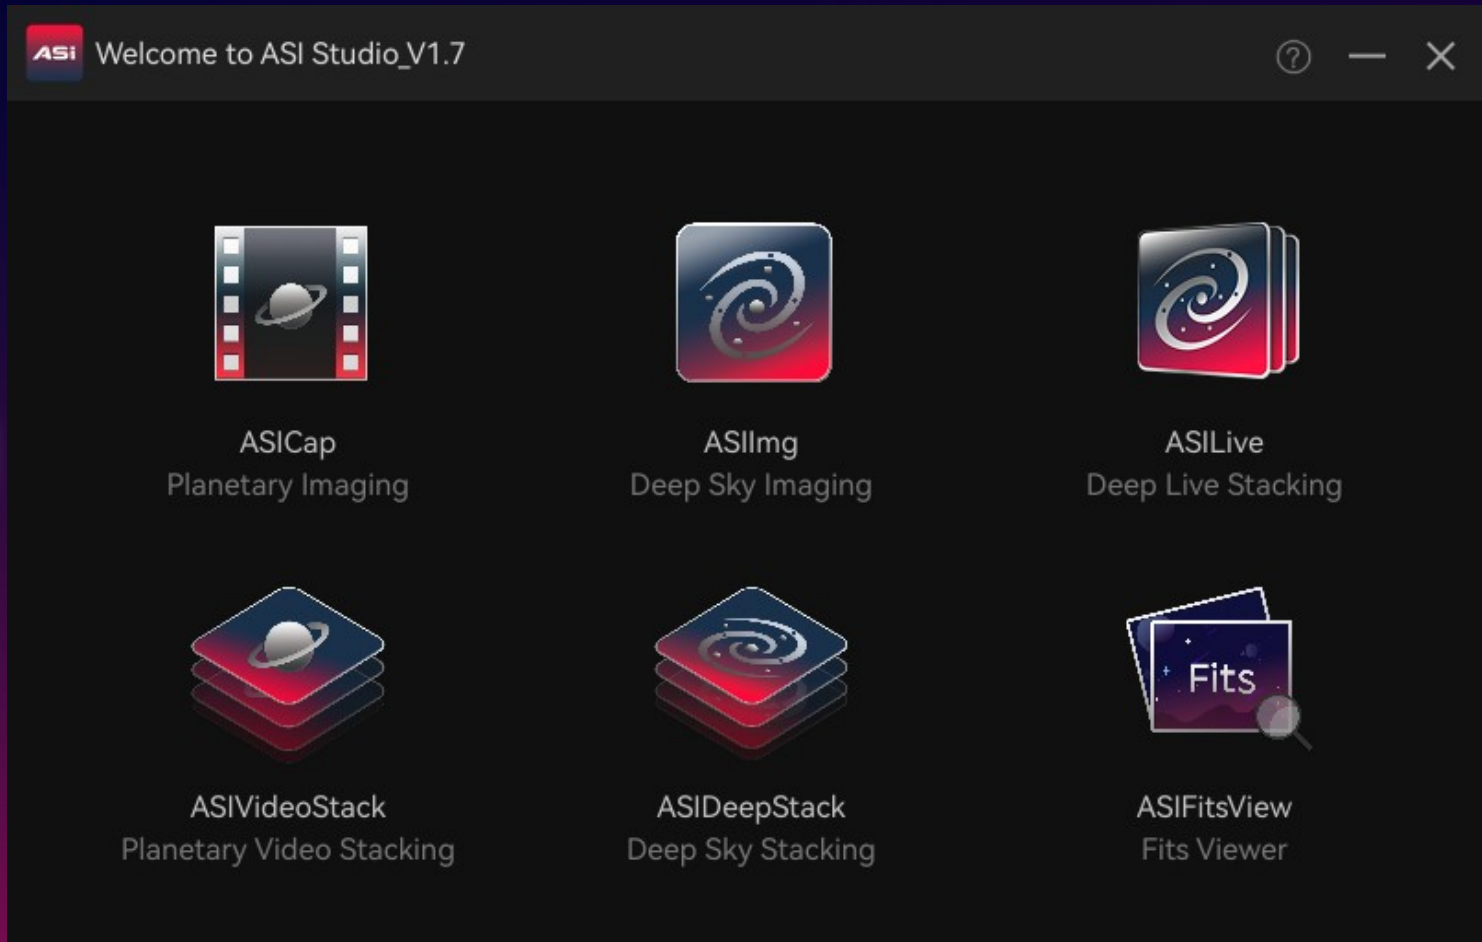 ASi Welcome to ASI Studio_V1.7 ?
ASICap
Planetary Imaging
ASIImg
Deep Sky Imaging
ASILive
Deep Live Stacking
Fits
ASIVideoStack
Planetary Video Stacking
ASIDeepStack
Deep Sky Stacking
ASIFitsView
Fits Viewer